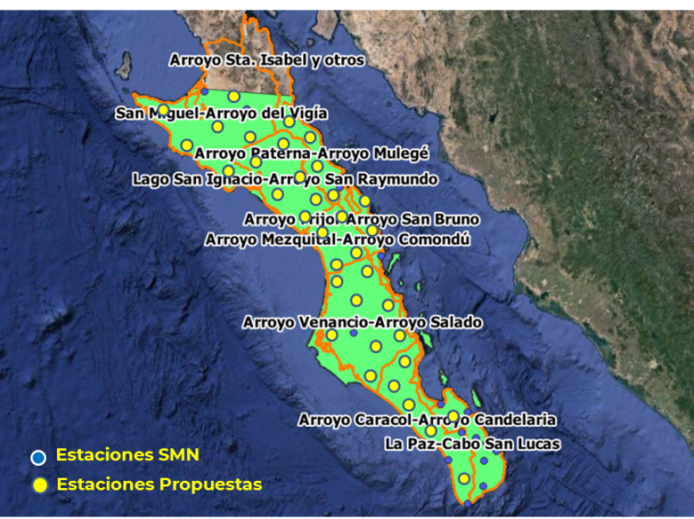 Arroyo Sta. Isabel y otros
San Miguel-Arroyo del Vigía
Arroyo Paterna-Arroyo Mulegé
Lago San Ignacio-Arroyo San Raymundo
Arroyo Frijol Arroyo San Bruno
Arroyo Mezquital-Arroyo Comondú
Arroyo Venancio-Arroyo Salado
Arroyo Caracol-Arroyo Candelaria
La Paz-Cabo San Lucas
Estaciones SMN
Estaciones Propuestas